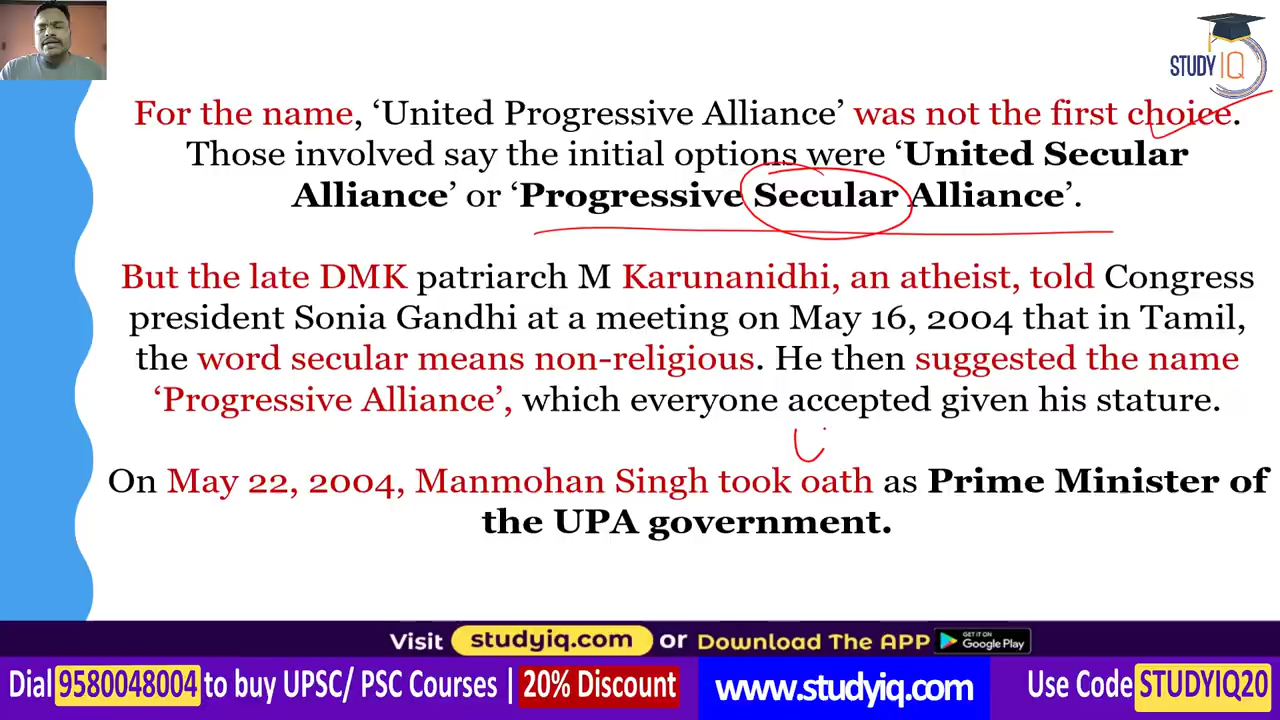 STUDY IQ
For the name, ‘United Progressive Alliance’ was not the first choice.
Those involved say the initial options were ‘United Secular
Alliance’ or ‘Progressive Secular Alliance’.
But the late DMK patriarch M Karunanidhi, an atheist, told Congress
president Sonia Gandhi at a meeting on May 16, 2004 that in Tamil,
the word secular means non-religious. He then suggested the name
‘Progressive Alliance’, which everyone accepted given his stature.
On May 22, 2004, Manmohan Singh took oath as Prime Minister of
the UPA government.
Visit studyiq.com or Download The APP GET IT ON Google Play
Dial 9580048004 to buy UPSC/ PSC Courses | 20% Discount www.studyiq.com Use Code STUDYIQ20